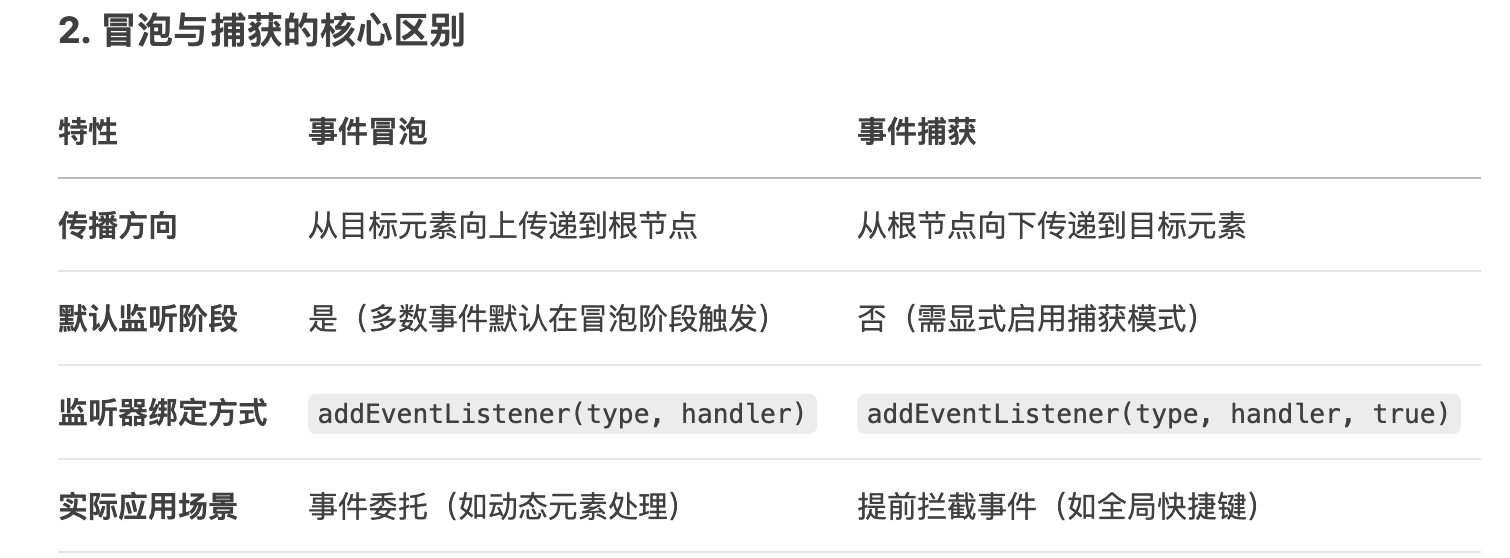 2. 冒泡与捕获的核心区别
特性 事件冒泡 事件捕获
传播方向 从目标元素向上传递到根节点 从根节点向下传递到目标元素
默认监听阶段 是（多数事件默认在冒泡阶段触发） 否（需显式启用捕获模式）
监听器绑定方式 addEventListener(type, handler) addEventListener(type, handler, true)
实际应用场景 事件委托（如动态元素处理） 提前拦截事件（如全局快捷键）